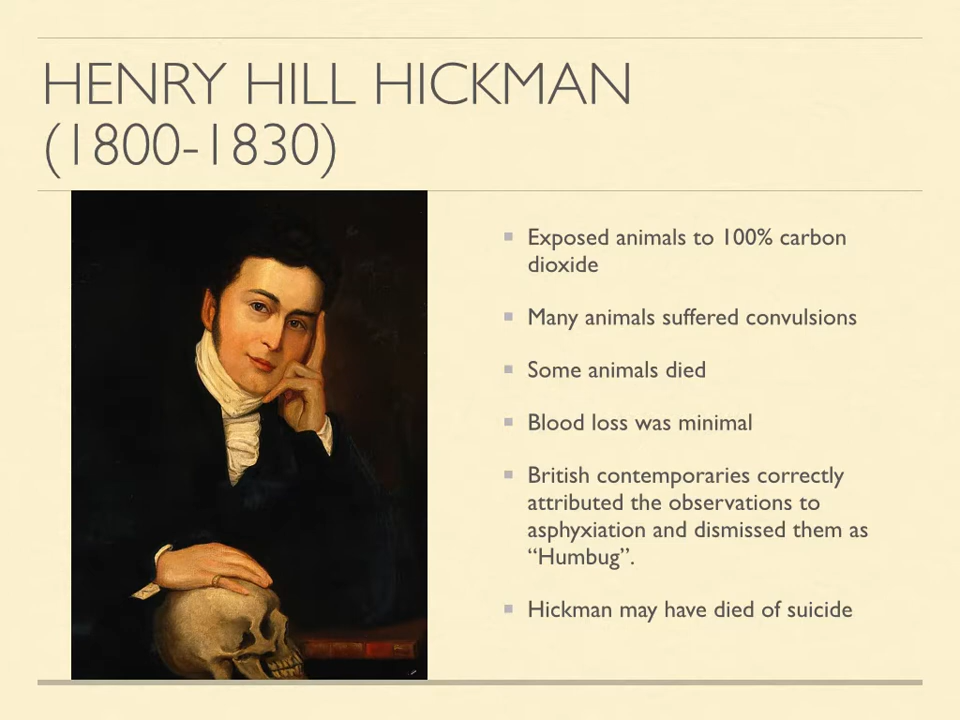 HENRY HILL HICKMAN
(1800-1830)
Exposed animals to 100% carbon
dioxide
Many animals suffered convulsions
Some animals died
Blood loss was minimal
British contemporaries correctly
attributed the observations to
asphyxiation and dismissed them as
“Humbug”.
Hickman may have died of suicide